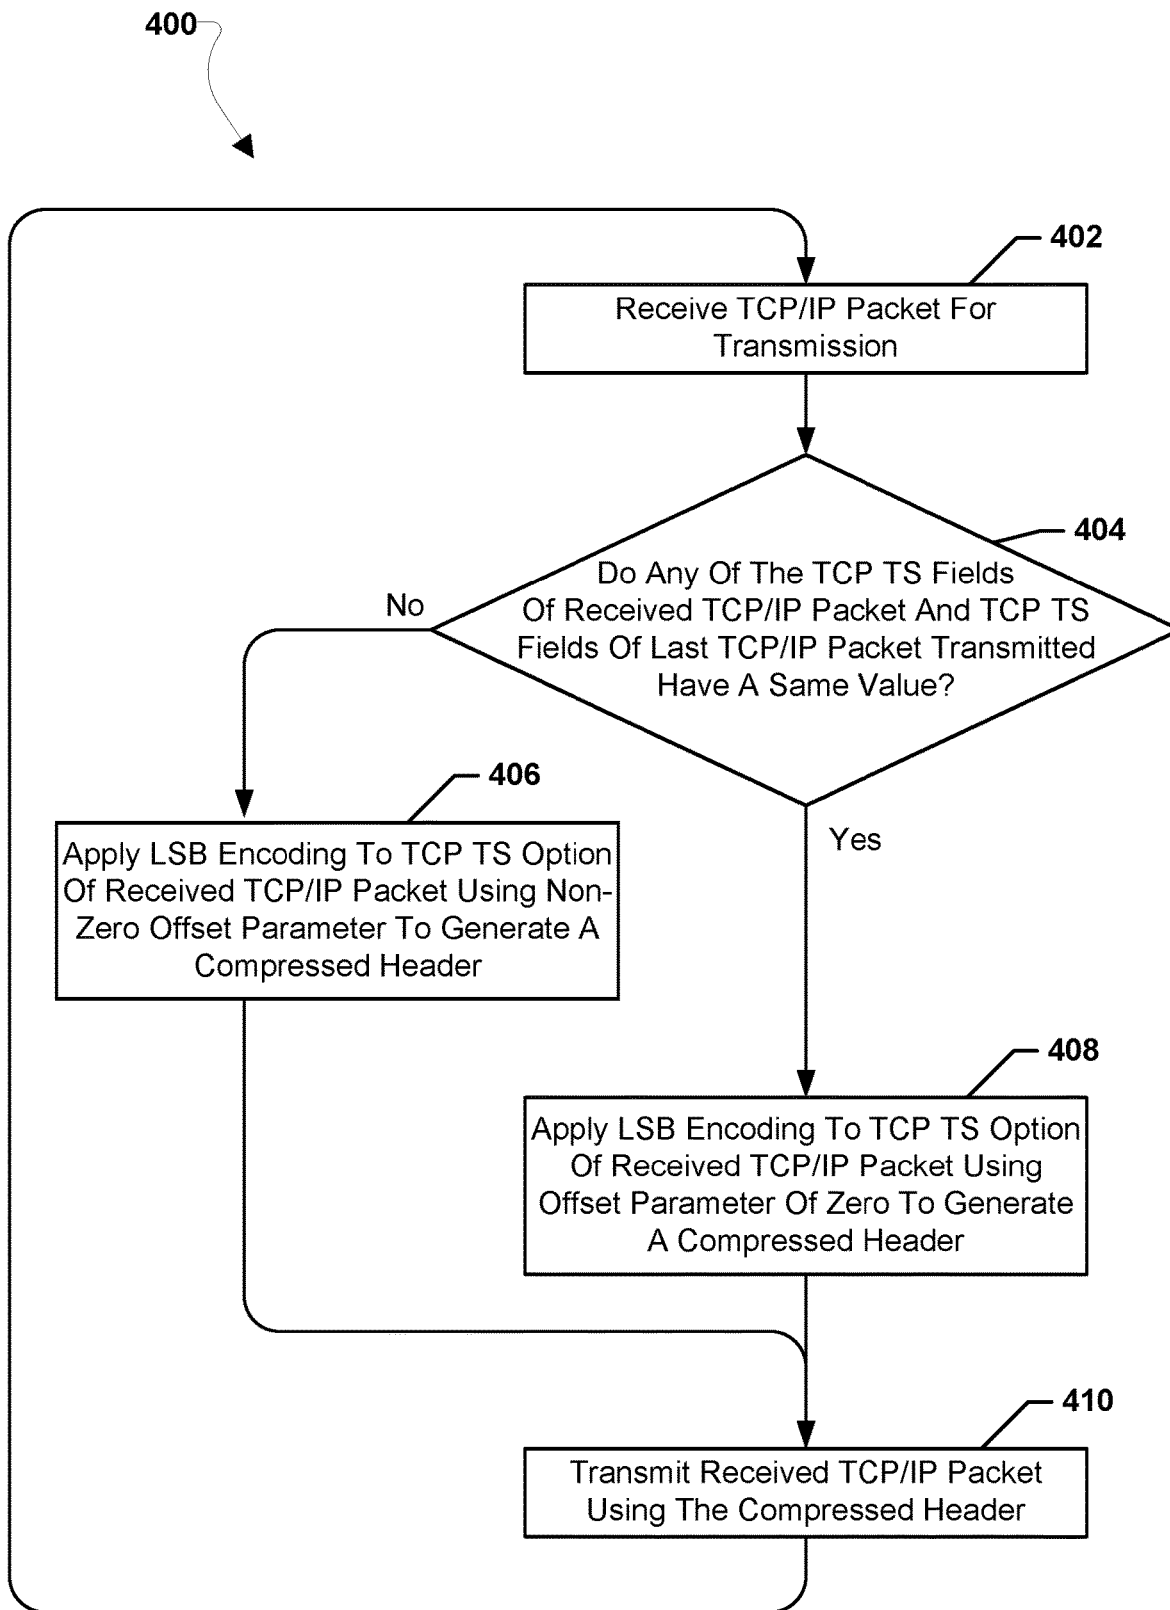 400
402
Receive TCP/IP Packet For
Transmission
404
Do Any Of The TCP TS Fields
Of Received TCP/IP Packet And TCP TS
Fields Of Last TCP/IP Packet Transmitted
Have A Same Value?
No
Yes
406
Apply LSB Encoding To TCP TS Option
Of Received TCP/IP Packet Using Non-
Zero Offset Parameter To Generate A
Compressed Header
408
Apply LSB Encoding To TCP TS Option
Of Received TCP/IP Packet Using
Offset Parameter Of Zero To Generate
A Compressed Header
410
Transmit Received TCP/IP Packet
Using The Compressed Header